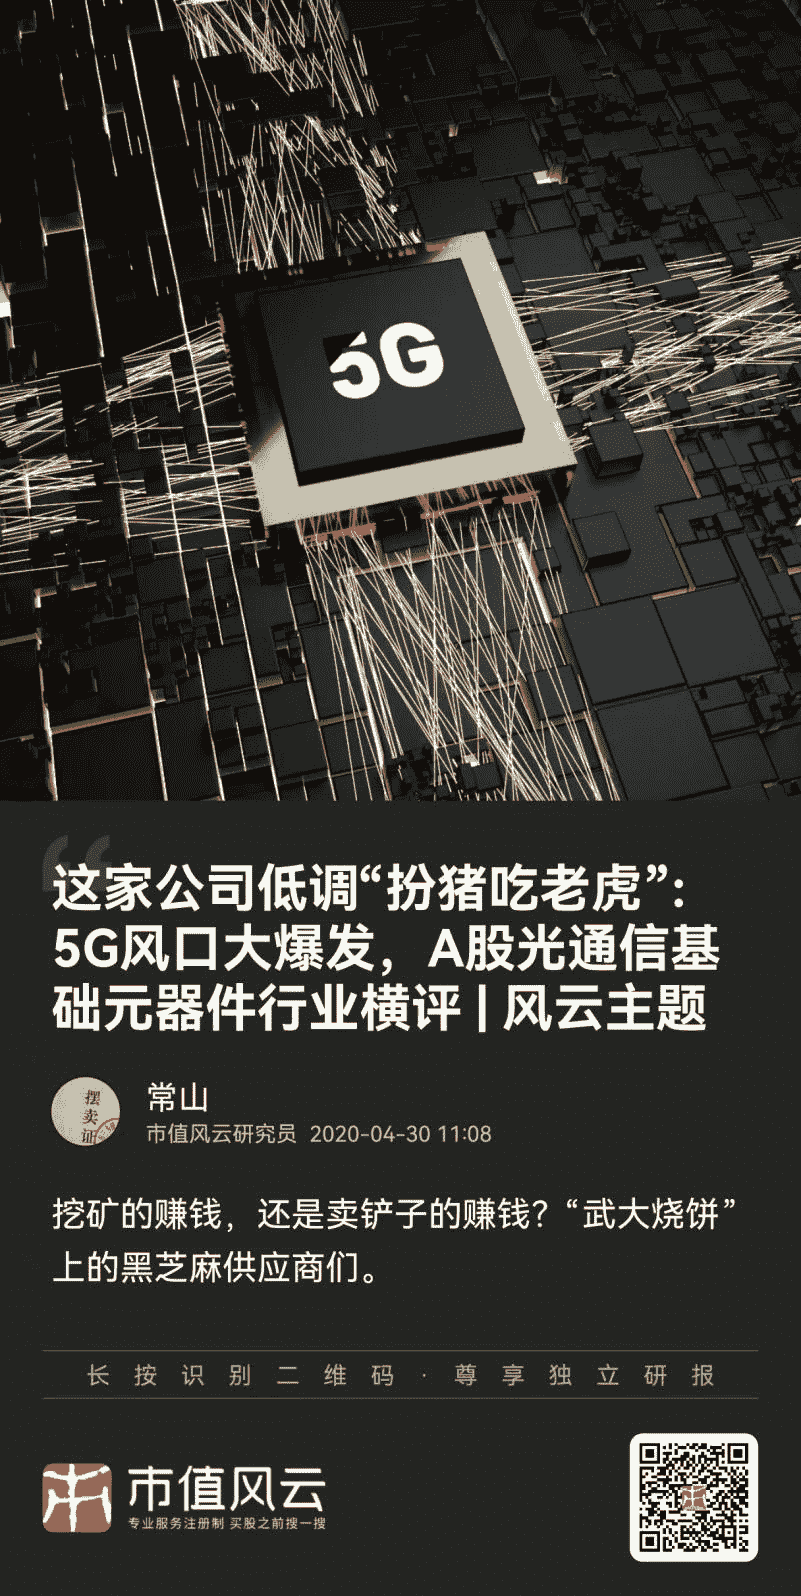 5G
这家公司低调“扮猪吃老虎”：
5G风口大爆发，A股光通信基
础元器件行业横评 | 风云主题
摆
卖
证
常山
市值风云研究员 2020-04-30 11:08
挖矿的赚钱，还是卖铲子的赚钱？“武大烧饼”
上的黑芝麻供应商们。
长按识别二维码·尊享独立研报
市值风云
专业服务注册制 买股之前搜一搜